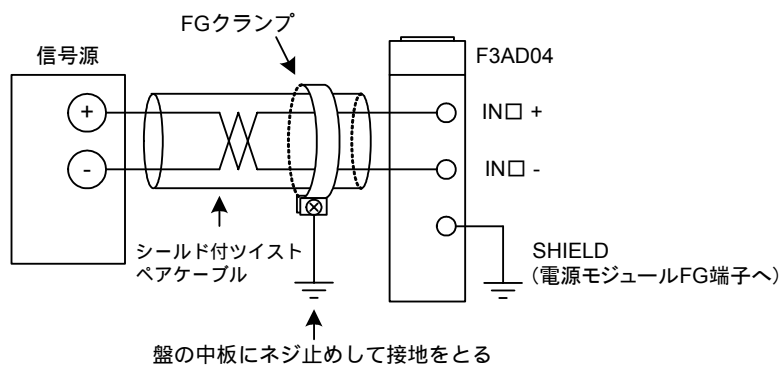 FGクランプ
信号源
F3AD04
+
IN□ +
-
IN□ -
シールド付ツイスト
ペアケーブル
SHIELD
(電源モジュールFG端子へ)
盤の中板にネジ止めして接地をとる